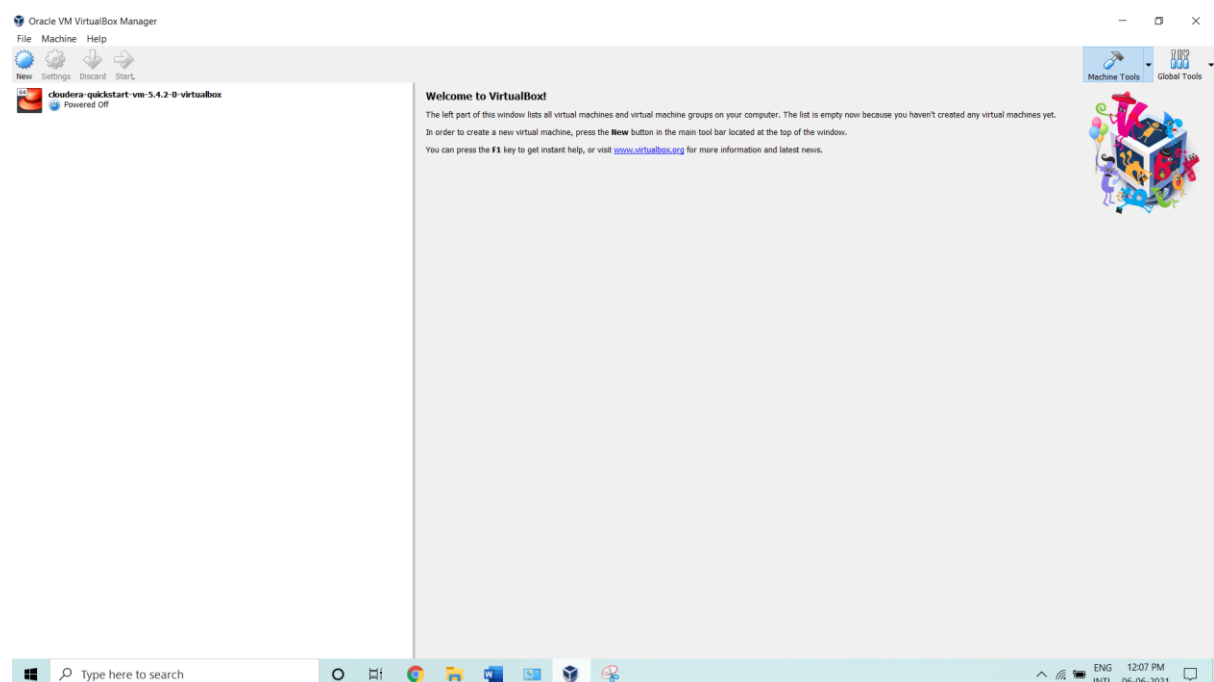 Oracle VM VirtualBox Manager
File Machine Help
New Settings Discard Start
Machine Tools Global Tools
64
cloudera-quickstart-vm-5.4.2-0-virtualbox
Powered Off
Welcome to VirtualBox!
The left part of this window lists all virtual machines and virtual machine groups on your computer. The list is empty now because you haven't created any virtual machines yet.
In order to create a new virtual machine, press the New button in the main tool bar located at the top of the window.
You can press the F1 key to get instant help, or visit www.virtualbox.org for more information and latest news.
Type here to search
ENG 12:07 PM
INTL 06-06-2021